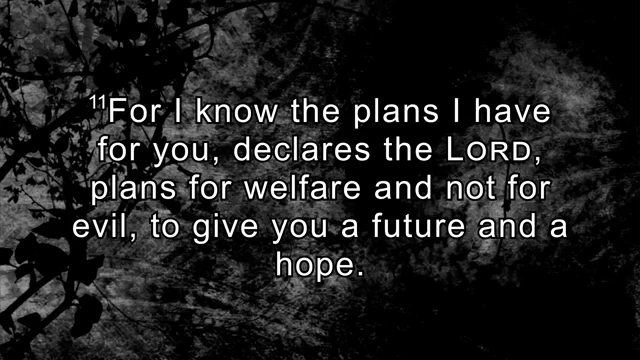 ¹¹For I know the plans I have
for you, declares the LORD,
plans for welfare and not for
evil, to give you a future and a
hope.